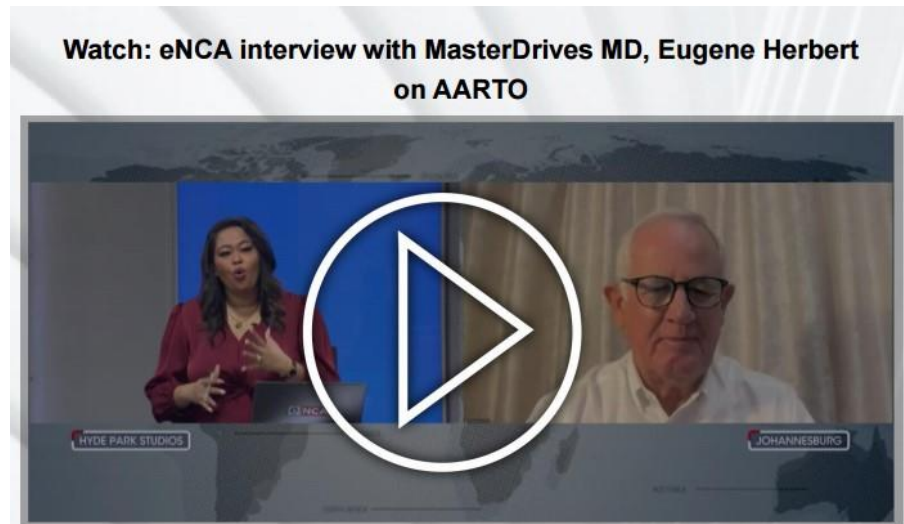 Watch: eNCA interview with MasterDrives MD, Eugene Herbert
on AARTO
HYDE PARK STUDIOS
JOHANNESBURG